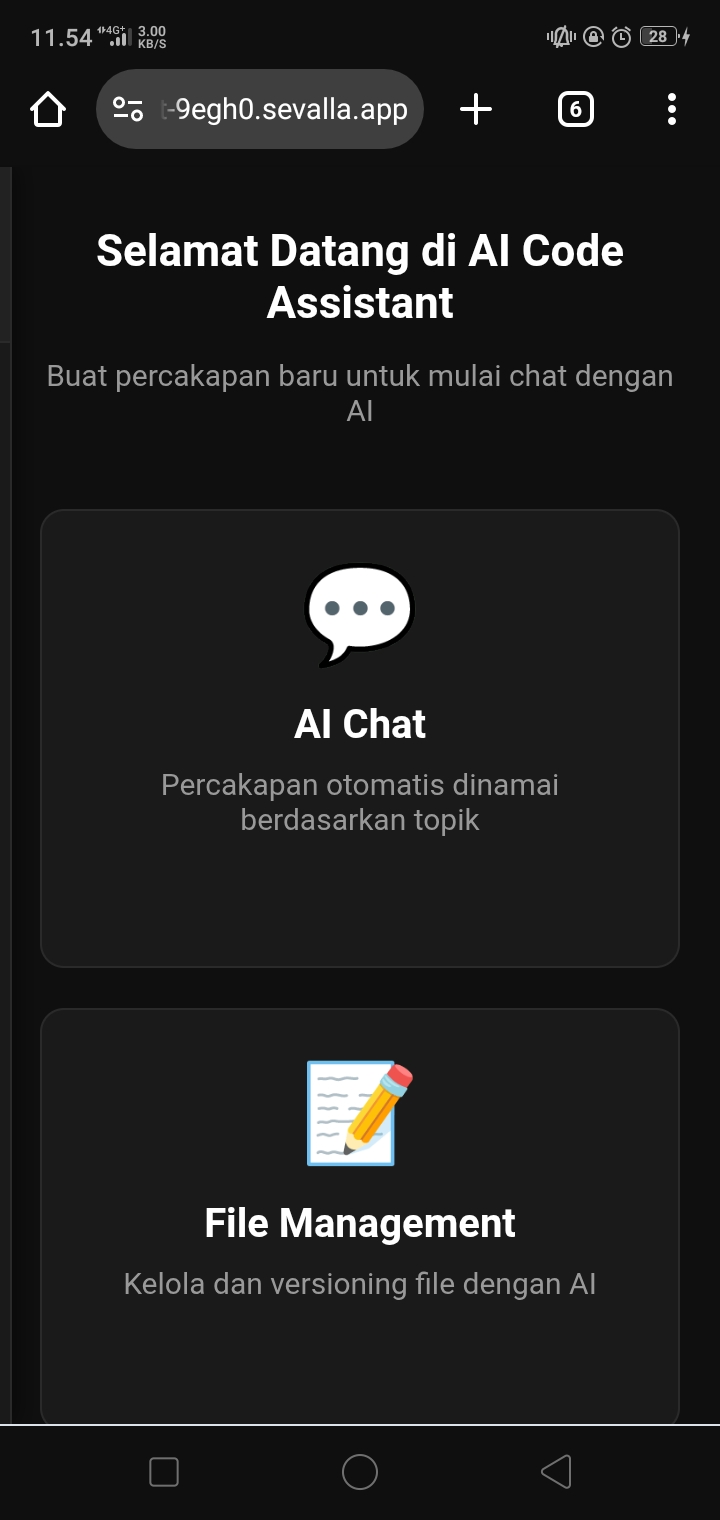 11.54 4G+ 3.00
KB/S
28
-9egh0.sevalla.app
6
Selamat Datang di AI Code
Assistant
Buat percakapan baru untuk mulai chat dengan
AI
AI Chat
Percakapan otomatis dinamai
berdasarkan topik
File Management
Kelola dan versioning file dengan AI